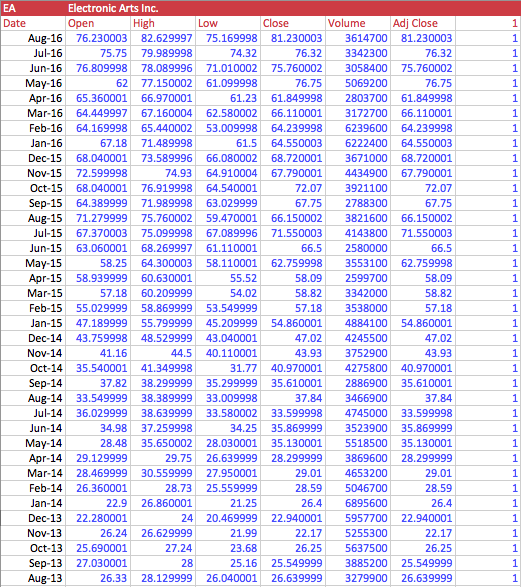 EA Electronic Arts Inc.
Date Open High Low Close Volume Adj Close 1
Aug-16 76.230003 82.629997 75.169998 81.230003 3614700 81.230003 1
Jul-16 75.75 79.989998 74.32 76.32 3342300 76.32 1
Jun-16 76.809998 78.089996 71.010002 75.760002 3058400 75.760002 1
May-16 62 77.150002 61.099998 76.75 5069200 76.75 1
Apr-16 65.360001 66.970001 61.23 61.849998 2803700 61.849998 1
Mar-16 64.449997 67.160004 62.580002 66.110001 3172700 66.110001 1
Feb-16 64.169998 65.440002 53.009998 64.239998 6239600 64.239998 1
Jan-16 67.18 71.489998 61.5 64.550003 6222400 64.550003 1
Dec-15 68.040001 73.589996 66.080002 68.720001 3671000 68.720001 1
Nov-15 72.599998 74.93 64.910004 67.790001 4434900 67.790001 1
Oct-15 68.040001 76.919998 64.540001 72.07 3921100 72.07 1
Sep-15 64.389999 71.989998 63.029999 67.75 2788300 67.75 1
Aug-15 71.279999 75.760002 59.470001 66.150002 3821600 66.150002 1
Jul-15 67.370003 75.099998 67.089996 71.550003 4143800 71.550003 1
Jun-15 63.060001 68.269997 61.110001 66.5 2580000 66.5 1
May-15 58.25 64.300003 58.110001 62.759998 3553100 62.759998 1
Apr-15 58.939999 60.630001 55.52 58.09 2599700 58.09 1
Mar-15 57.18 60.209999 54.02 58.82 3342000 58.82 1
Feb-15 55.029999 58.869999 53.549999 57.18 3538000 57.18 1
Jan-15 47.189999 55.799999 45.209999 54.860001 4884100 54.860001 1
Dec-14 43.759998 48.529999 43.040001 47.02 4245500 47.02 1
Nov-14 41.16 44.5 40.110001 43.93 3752900 43.93 1
Oct-14 35.540001 41.349998 31.77 40.970001 4275800 40.970001 1
Sep-14 37.82 38.299999 35.299999 35.610001 2886900 35.610001 1
Aug-14 33.549999 38.389999 33.009998 37.84 3466900 37.84 1
Jul-14 36.029999 38.639999 33.580002 33.599998 4745000 33.599998 1
Jun-14 34.98 37.259998 34.25 35.869999 3523900 35.869999 1
May-14 28.48 35.650002 28.030001 35.130001 5518500 35.130001 1
Apr-14 29.129999 29.75 26.639999 28.299999 3869600 28.299999 1
Mar-14 28.469999 30.559999 27.950001 29.01 4653200 29.01 1
Feb-14 26.360001 28.73 25.559999 28.59 5046700 28.59 1
Jan-14 22.9 26.860001 21.25 26.4 6895600 26.4 1
Dec-13 22.280001 24 20.469999 22.940001 5957700 22.940001 1
Nov-13 26.24 26.629999 21.99 22.17 5255300 22.17 1
Oct-13 25.690001 27.24 23.68 26.25 5637500 26.25 1
Sep-13 27.030001 28 25.16 25.549999 3885200 25.549999 1
Aug-13 26.33 28.129999 26.040001 26.639999 3279900 26.639999 1